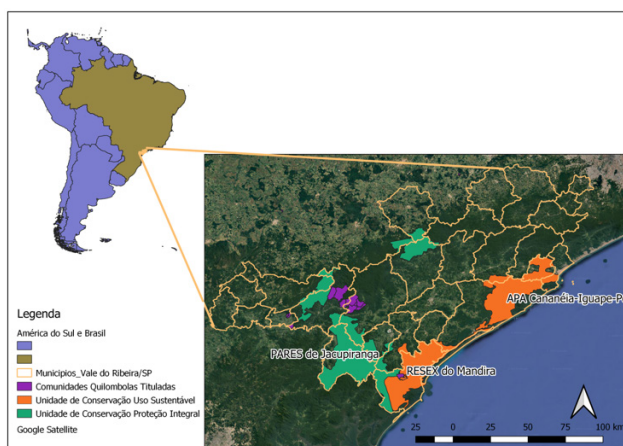 APA Cananéia-Iguape-Pe
PARES de Jacupiranga
RESEX do Mandira
Legenda
América do Sul e Brasil
Municipios_Vale do Ribeira/SP
Comunidades Quilombolas Tituladas
Unidade de Conservação Uso Sustentável
Unidade de Conservação Proteção Integral
Google Satellite
25 0 25 50 75 100 km